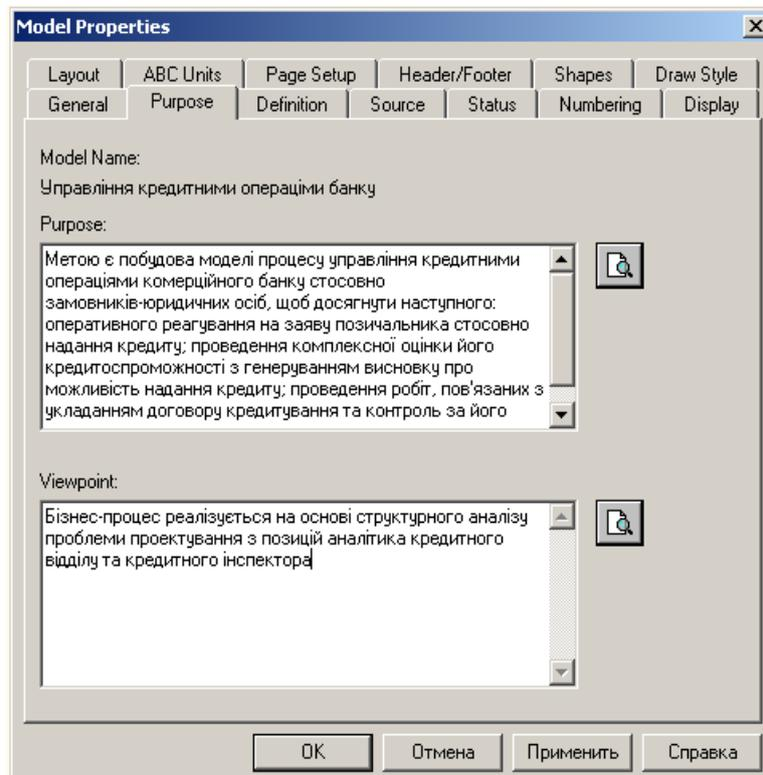 Model Properties
Layout ABC Units Page Setup Header/Footer Shapes Draw Style
General Purpose Definition Source Status Numbering Display
Model Name:
Управління кредитними операціми банку
Purpose:
Метою є побудова моделі процесу управління кредитними
операціями комерційного банку стосовно
замовників-юридичних осіб, щоб досягнути наступного:
оперативного реагування на заяву позичальника стосовно
надання кредиту; проведення комплексної оцінки його
кредитоспроможності з генеруванням висновку про
можливість надання кредиту; проведення робіт, пов'язаних з
укладанням договору кредитування та контроль за його
Viewpoint:
Бізнес-процес реалізується на основі структурного аналізу
проблеми проектування з позицій аналітика кредитного
відділу та кредитного інспектора
OK Отмена Применить Справка